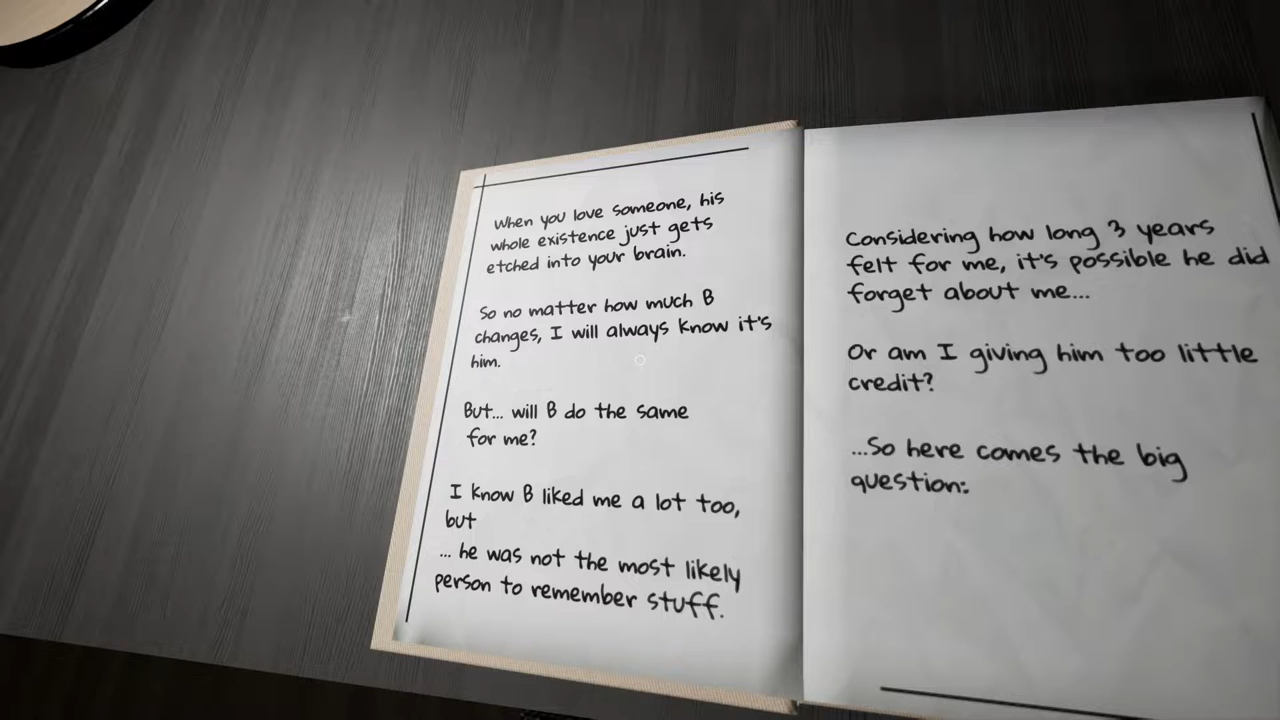 When you love someone, his
whole existence just gets
etched into your brain.
So no matter how much B
changes, I will always know it's
him.
But... will B do the same
for me?
I know B liked me a lot too,
but
... he was not the most likely
person to remember stuff.
Considering how long 3 years
felt for me, it's possible he did
forget about me...
Or am I giving him too little
credit?
...So here comes the big
question: